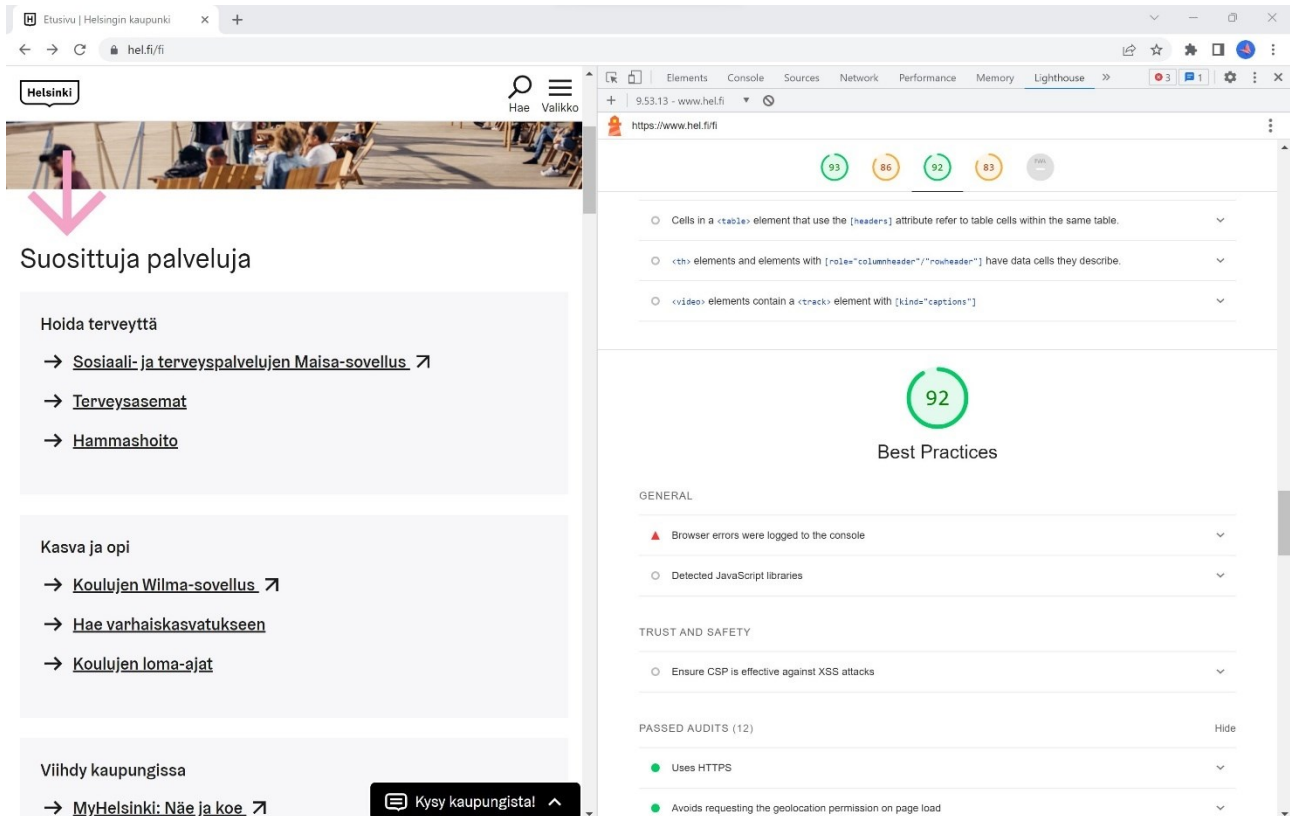 Etusivu | Helsingin kaupunki
hel.fi/fi
Helsinki
Hae Valikko
Suosittuja palveluja
Hoida terveyttä
Sosiaali- ja terveyspalvelujen Maisa-sovellus
Terveysasemat
Hammashoito
Kasva ja opi
Koulujen Wilma-sovellus
Hae varhaiskasvatukseen
Koulujen loma-ajat
Viihdy kaupungissa
MyHelsinki: Näe ja koe
Kysy kaupungista!
Elements Console Sources Network Performance Memory Lighthouse » 3 1
9.53.13 - www.hel.fi
https://www.hel.fi/fi
93 86 92 83
Cells in a <table> element that use the [headers] attribute refer to table cells within the same table.
<th> elements and elements with [role="columnheader"/"rowheader"] have data cells they describe.
<video> elements contain a <track> element with [kind="captions"]
92
Best Practices
GENERAL
Browser errors were logged to the console
Detected JavaScript libraries
TRUST AND SAFETY
Ensure CSP is effective against XSS attacks
PASSED AUDITS (12) Hide
Uses HTTPS
Avoids requesting the geolocation permission on page load